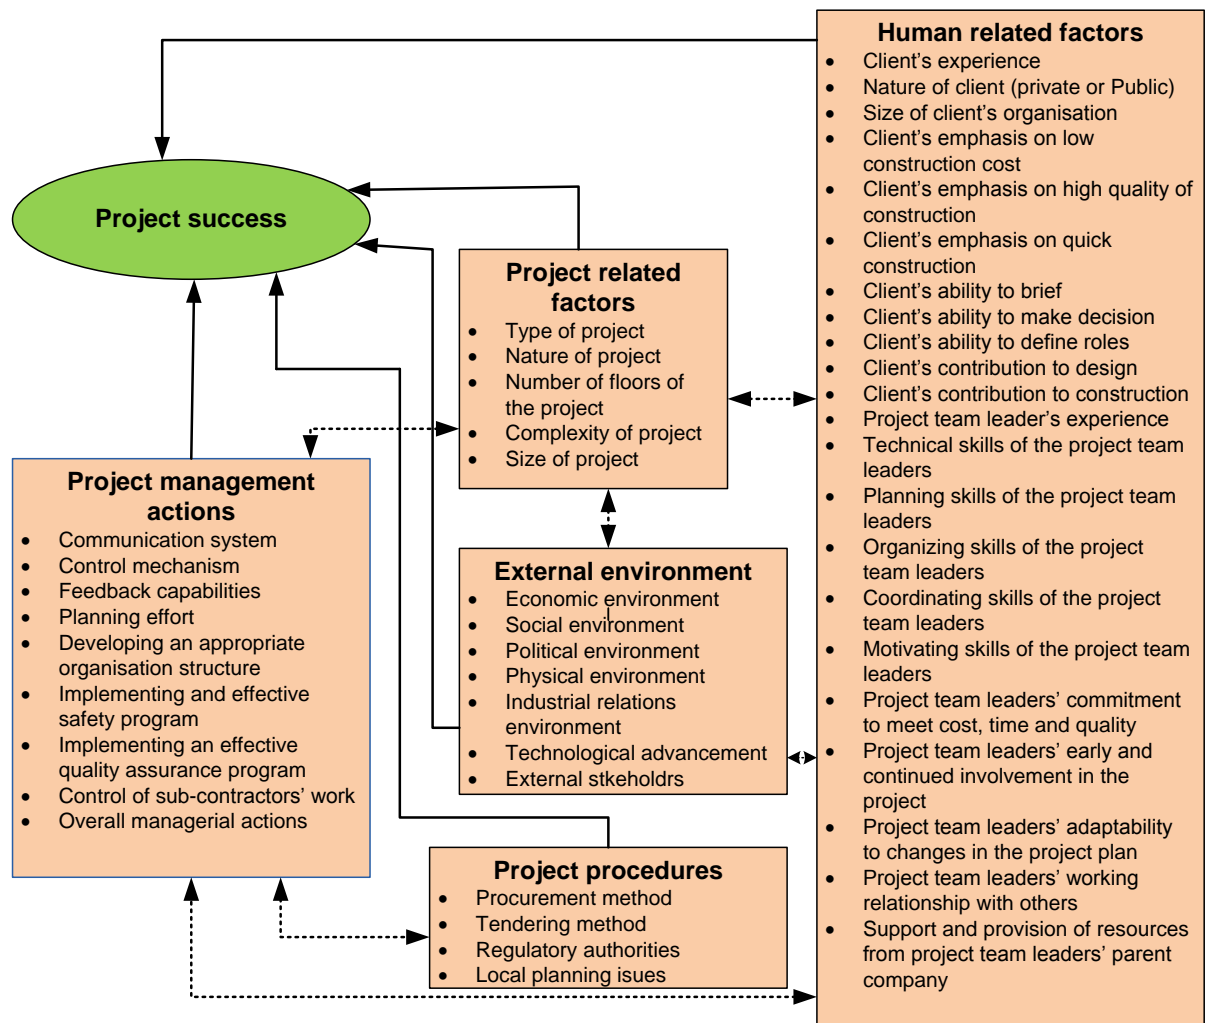 Project success
Project related
factors
• Type of project
• Nature of project
• Number of floors of
the project
• Complexity of project
• Size of project
Project management
actions
• Communication system
• Control mechanism
• Feedback capabilities
• Planning effort
• Developing an appropriate
organisation structure
• Implementing and effective
safety program
• Implementing an effective
quality assurance program
• Control of sub-contractors’ work
• Overall managerial actions
External environment
• Economic environment
• Social environment
• Political environment
• Physical environment
• Industrial relations
environment
• Technological advancement
• External stkeholdrs
Project procedures
• Procurement method
• Tendering method
• Regulatory authorities
• Local planning isues
Human related factors
• Client’s experience
• Nature of client (private or Public)
• Size of client’s organisation
• Client’s emphasis on low
construction cost
• Client’s emphasis on high quality of
construction
• Client’s emphasis on quick
construction
• Client’s ability to brief
• Client’s ability to make decision
• Client’s ability to define roles
• Client’s contribution to design
• Client’s contribution to construction
• Project team leader’s experience
• Technical skills of the project team
leaders
• Planning skills of the project team
leaders
• Organizing skills of the project
team leaders
• Coordinating skills of the project
team leaders
• Motivating skills of the project team
leaders
• Project team leaders’ commitment
to meet cost, time and quality
• Project team leaders’ early and
continued involvement in the
project
• Project team leaders’ adaptability
to changes in the project plan
• Project team leaders’ working
relationship with others
• Support and provision of resources
from project team leaders’ parent
company